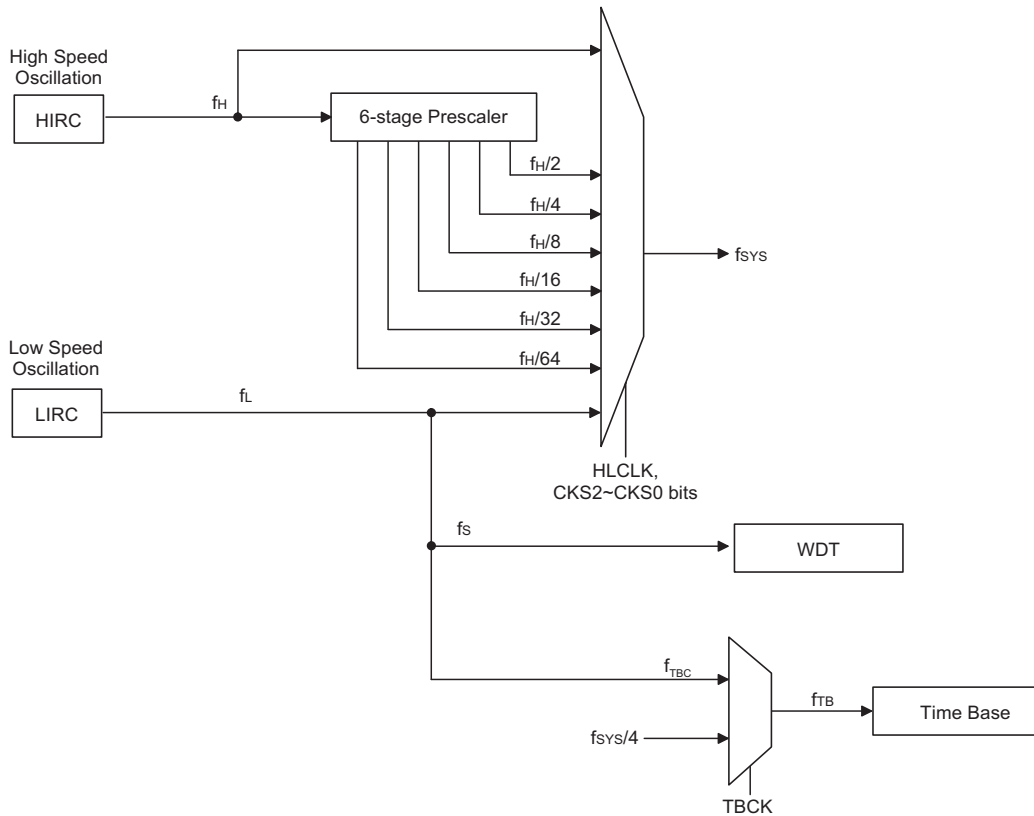 High Speed
Oscillation
HIRC
fH
6-stage Prescaler
fH/2
fH/4
fH/8
fH/16
fH/32
fH/64
fSYS
Low Speed
Oscillation
LIRC
fL
HLCLK,
CKS2~CKS0 bits
fS
WDT
fTBC
fSYS/4
fTB
Time Base
TBCK